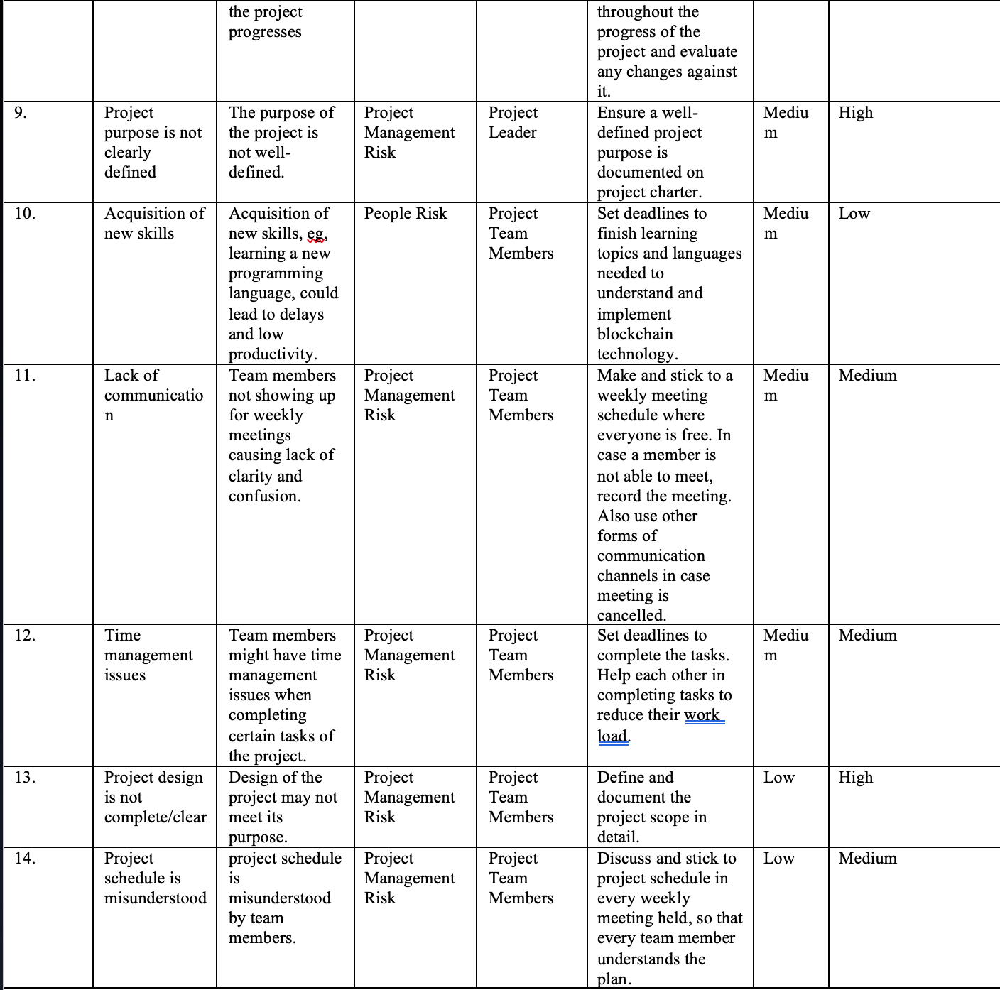 the project
progresses
throughout the
progress of the
project and evaluate
any changes against
it.
9.
Project
purpose is not
clearly
defined
The purpose of
the project is
not well-
defined.
Project
Management
Risk
Project
Leader
Ensure a well-
defined project
purpose is
documented on
project charter.
Mediu
m
High
10.
Acquisition of
new skills
Acquisition of
new skills, eg,
learning a new
programming
language, could
lead to delays
and low
productivity.
People Risk
Project
Team
Members
Set deadlines to
finish learning
topics and languages
needed to
understand and
implement
blockchain
technology.
Mediu
m
Low
11.
Lack of
communicatio
n
Team members
not showing up
for weekly
meetings
causing lack of
clarity and
confusion.
Project
Management
Risk
Project
Team
Members
Make and stick to a
weekly meeting
schedule where
everyone is free. In
case a member is
not able to meet,
record the meeting.
Also use other
forms of
communication
channels in case
meeting is
cancelled.
Mediu
m
Medium
12.
Time
management
issues
Team members
might have time
management
issues when
completing
certain tasks of
the project.
Project
Management
Risk
Project
Team
Members
Set deadlines to
complete the tasks.
Help each other in
completing tasks to
reduce their work
load.
Mediu
m
Medium
13.
Project design
is not
complete/clear
Design of the
project may not
meet its
purpose.
Project
Management
Risk
Project
Team
Members
Define and
document the
project scope in
detail.
Low
High
14.
Project
schedule is
misunderstood
project schedule
is
misunderstood
by team
members.
Project
Management
Risk
Project
Team
Members
Discuss and stick to
project schedule in
every weekly
meeting held, so that
every team member
understands the
plan.
Low
Medium